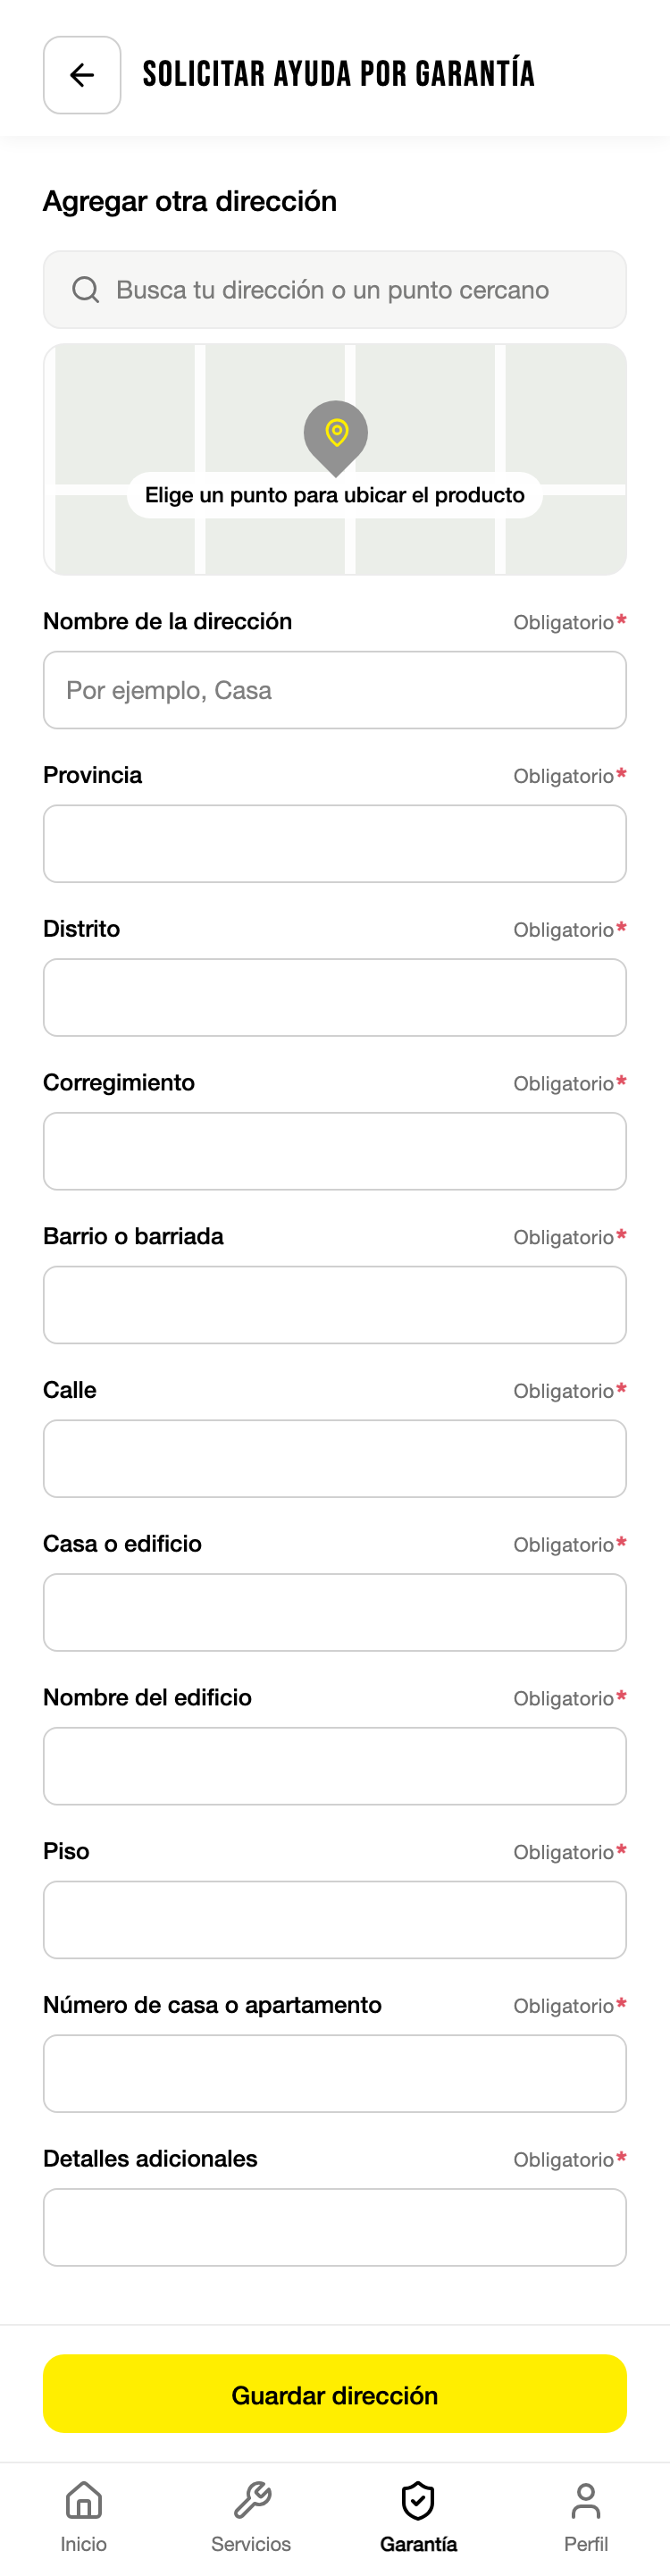 SOLICITAR AYUDA POR GARANTÍA
Agregar otra dirección
Busca tu dirección o un punto cercano
Elige un punto para ubicar el producto
Nombre de la dirección Obligatorio*
Por ejemplo, Casa
Provincia Obligatorio*
Distrito Obligatorio*
Corregimiento Obligatorio*
Barrio o barriada Obligatorio*
Calle Obligatorio*
Casa o edificio Obligatorio*
Nombre del edificio Obligatorio*
Piso Obligatorio*
Número de casa o apartamento Obligatorio*
Detalles adicionales Obligatorio*
Guardar dirección
Inicio Servicios Garantía Perfil